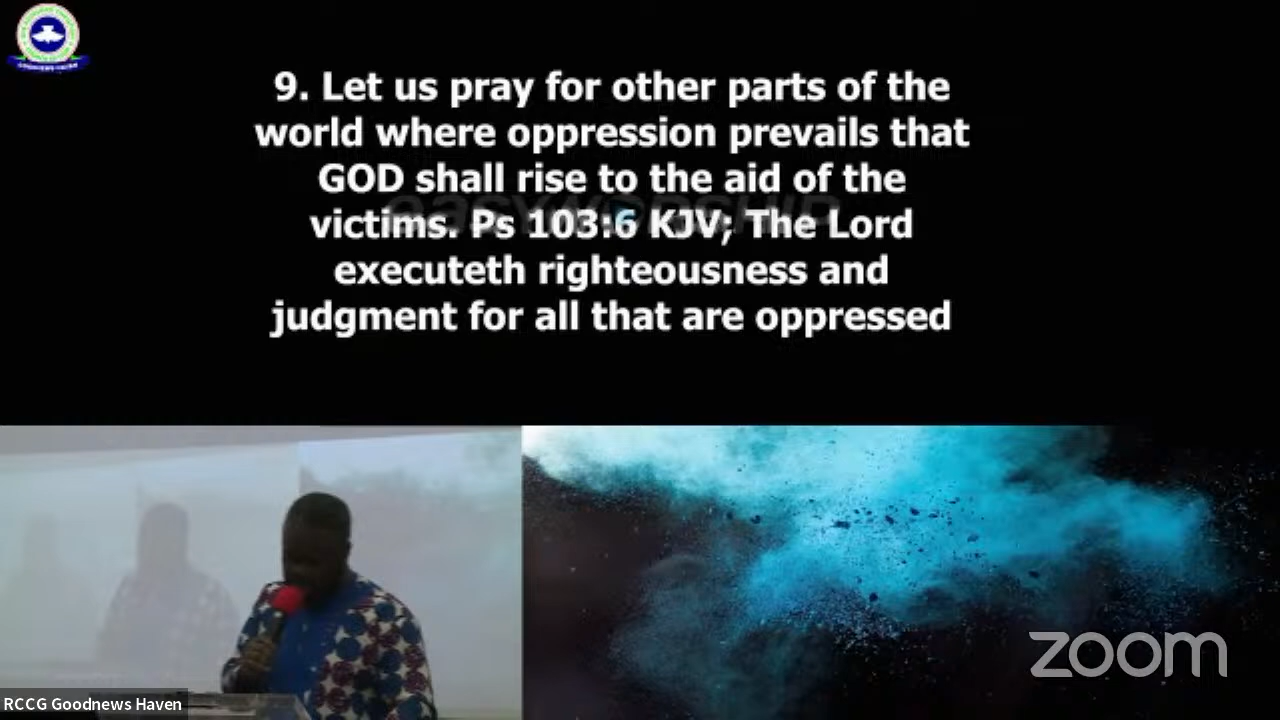 9. Let us pray for other parts of the
world where oppression prevails that
GOD shall rise to the aid of the
victims. Ps 103:6 KJV; The Lord
executeth righteousness and
judgment for all that are oppressed
easyworship
zoom
RCCG Goodnews Haven